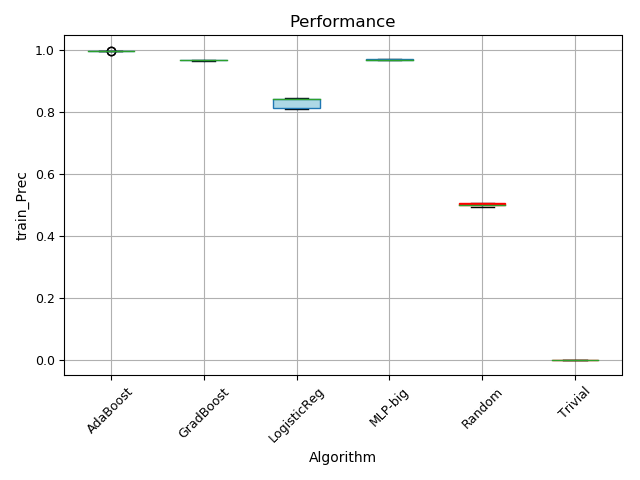 Performance
train_Prec
1.0
0.8
0.6
0.4
0.2
0.0
AdaBoost
GradBoost
LogisticReg
MLP-big
Random
Trivial
Algorithm